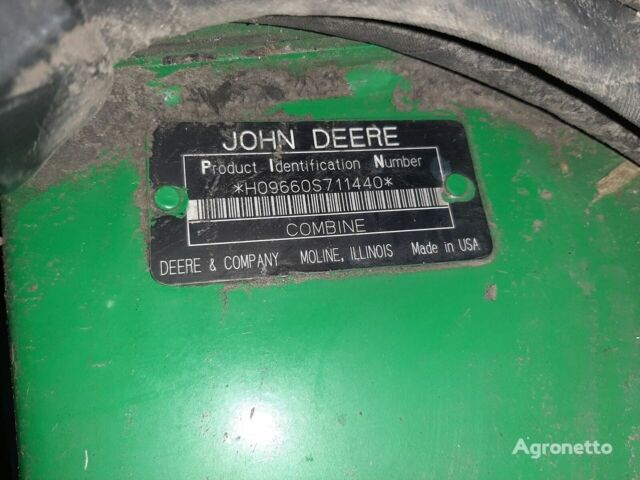 JOHN DEERE
Product Identification Number
*H09660S711440*
COMBINE
DEERE & COMPANY MOLINE, ILLINOIS Made in USA
Agronetto